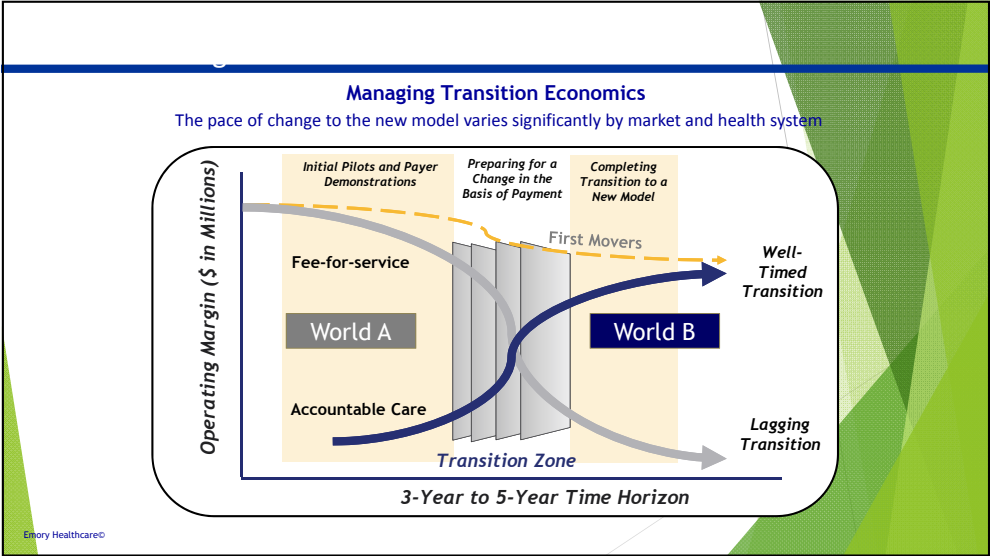 Managing Transition Economics
The pace of change to the new model varies significantly by market and health system
Operating Margin ($ in Millions)
Initial Pilots and Payer
Demonstrations
Preparing for a
Change in the
Basis of Payment
Completing
Transition to a
New Model
First Movers
Fee-for-service
Well-
Timed
Transition
World A
World B
Accountable Care
Lagging
Transition
Transition Zone
3-Year to 5-Year Time Horizon
Emory Healthcare©